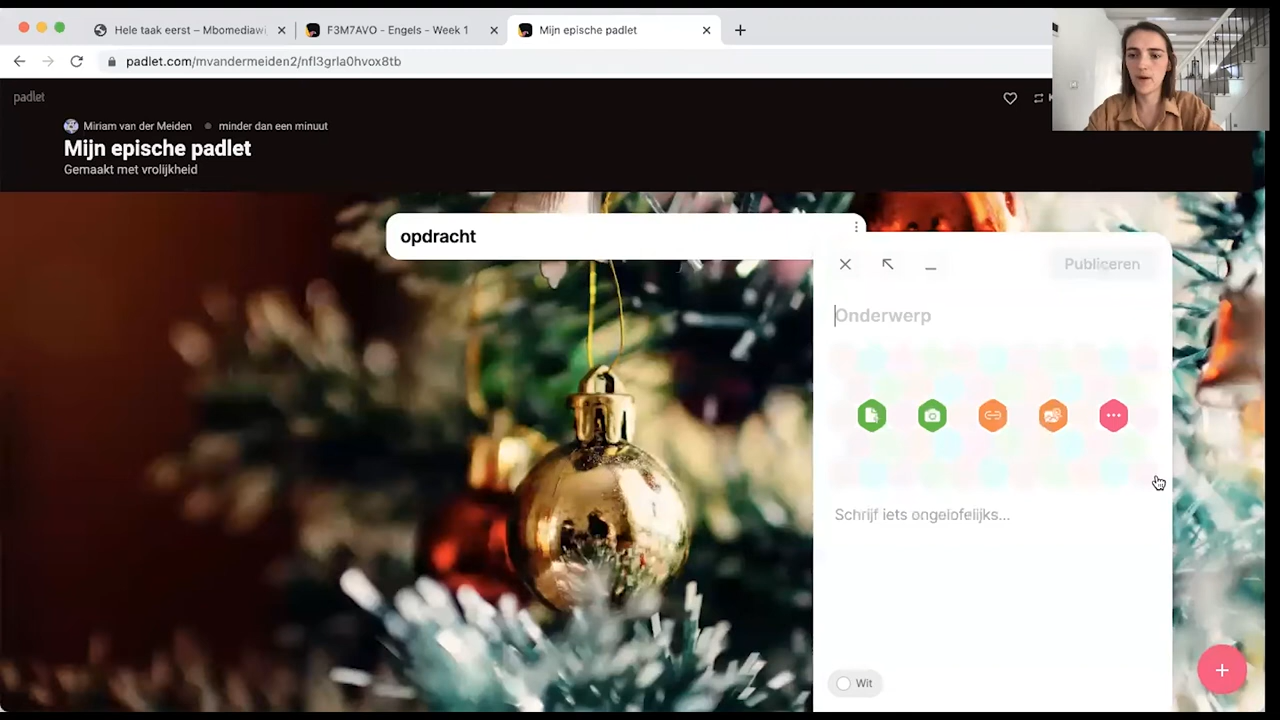 Hele taak eerst – Mbomediawi
F3M7AVO - Engels - Week 1
Mijn epische padlet
padlet.com/mvandermeiden2/nfl3grla0hvox8tb
padlet
Miriam van der Meiden minder dan een minuut
Mijn epische padlet
Gemaakt met vrolijkheid
opdracht
Publiceren
Onderwerp
Schrijf iets ongelofelijks...
Wit